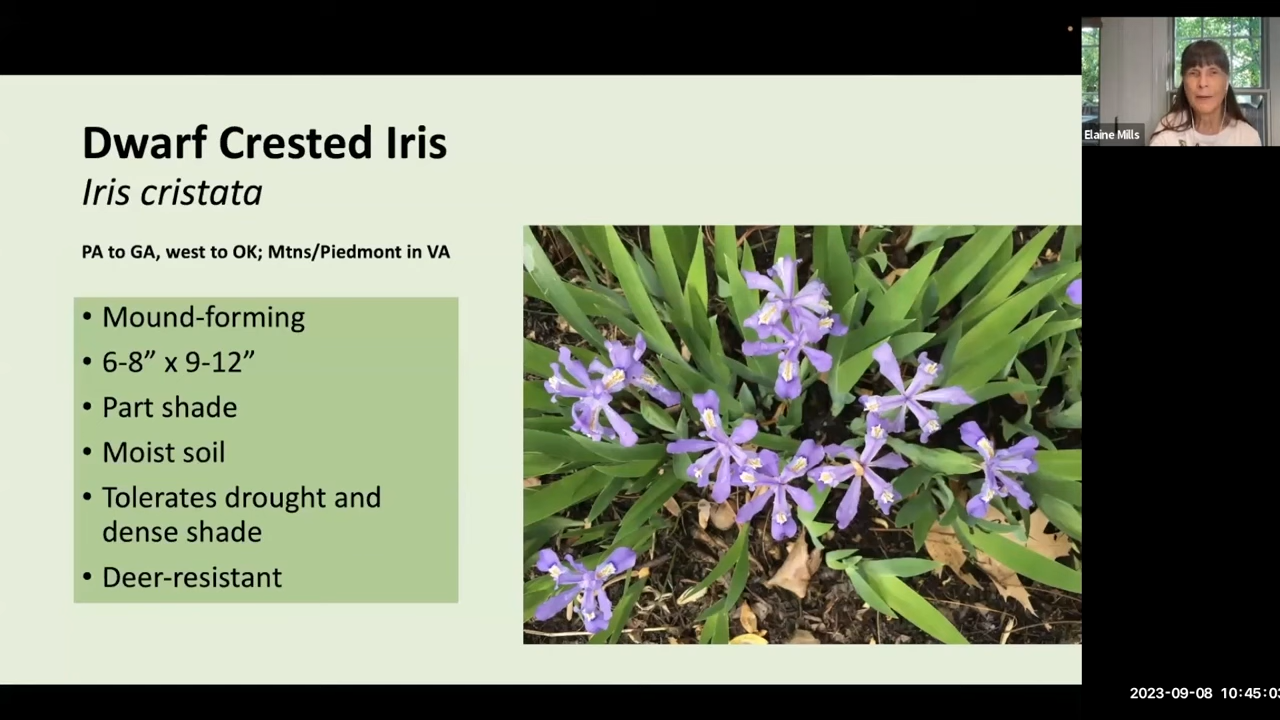 Dwarf Crested Iris
Iris cristata
PA to GA, west to OK; Mtns/Piedmont in VA
• Mound-forming
• 6-8” x 9-12”
• Part shade
• Moist soil
• Tolerates drought and
dense shade
• Deer-resistant
Elaine Mills
2023-09-08 10:45:03